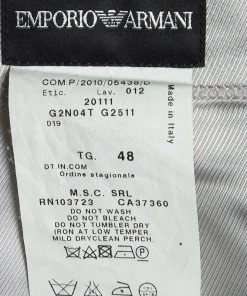 EMPORIO ARMANI
COM.P/2010/05438/D
Etic. Lav. 012
20111
G2N04T G2511
019
Made in Italy
TG. 48
DT.IN.COM
Ordine stagionale
M.S.C. SRL
RN103723 CA37360
DO NOT WASH
DO NOT BLEACH
DO NOT TUMBLER DRY
IRON AT LOW TEMPER.
MILD DRYCLEAN PERCH.